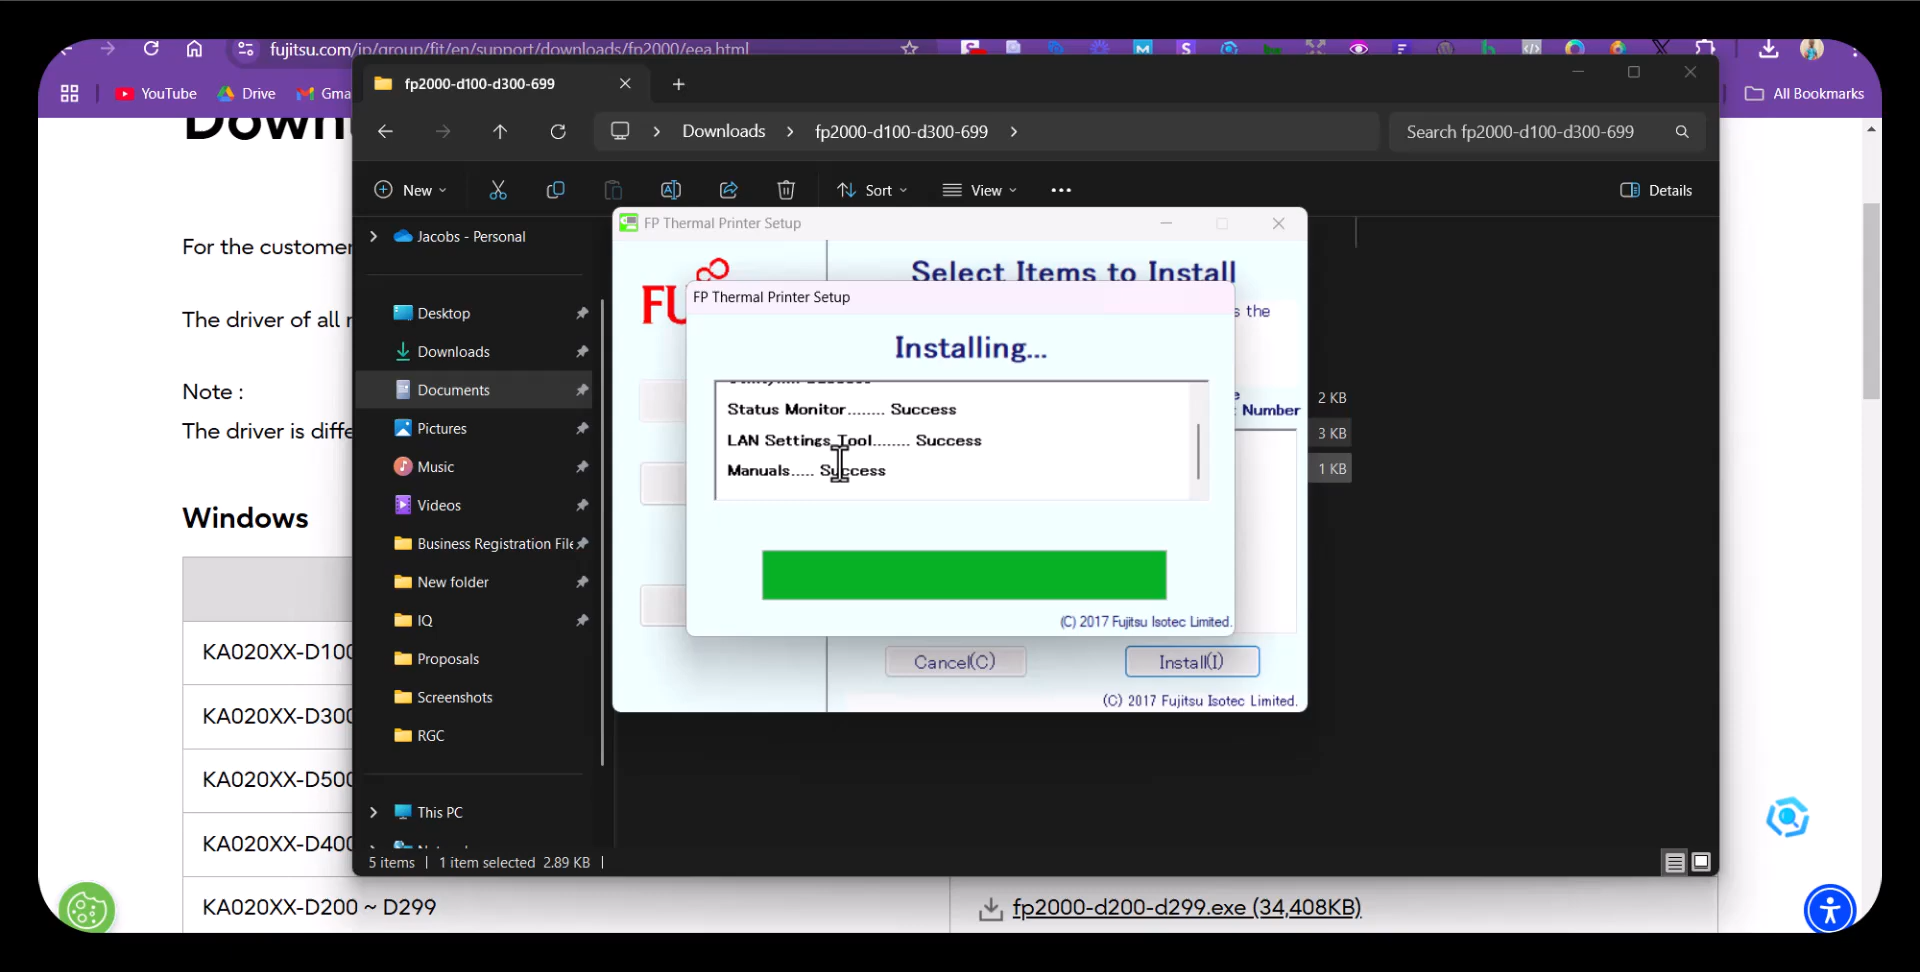 fujitsu.com/jp/group/fit/en/support/downloads/fp2000/eea.html
YouTube
Drive
Gma
All Bookmarks
fp2000-d100-d300-699
Downloads
fp2000-d100-d300-699
Search fp2000-d100-d300-699
New
Sort
View
Details
Jacobs - Personal
Desktop
Downloads
Documents
Pictures
Music
Videos
Business Registration File
New folder
IQ
Proposals
Screenshots
RGC
This PC
5 items
1 item selected 2.89 KB
2 KB
3 KB
1 KB
FP Thermal Printer Setup
Select Items to Install
FU
s the
e
Number
Cancel(C)
Install(I)
(C) 2017 Fujitsu Isotec Limited.
FP Thermal Printer Setup
Installing...
Status Monitor........ Success
LAN Settings Tool........ Success
Manuals..... Success
(C) 2017 Fujitsu Isotec Limited.
Down
For the customer
The driver of all
Note :
The driver is diffe
Windows
KA020XX-D100
KA020XX-D300
KA020XX-D500
KA020XX-D400
KA020XX-D200 ~ D299
fp2000-d200-d299.exe (34,408KB)